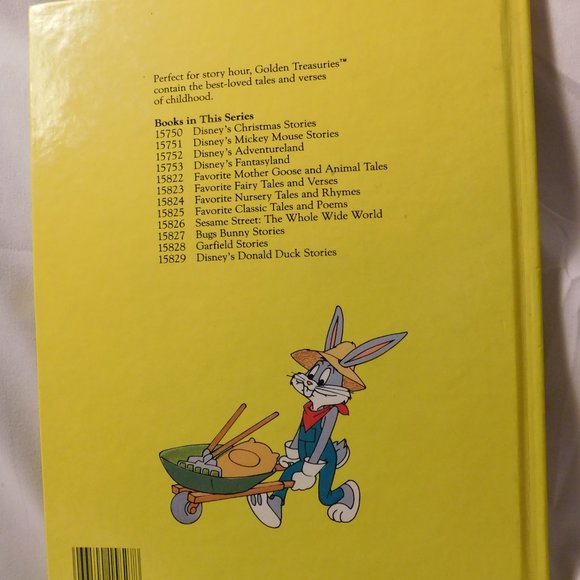 Perfect for story hour, Golden Treasuries™
contain the best-loved tales and verses
of childhood.
Books in This Series
15750 Disney's Christmas Stories
15751 Disney's Mickey Mouse Stories
15752 Disney's Adventureland
15753 Disney's Fantasyland
15822 Favorite Mother Goose and Animal Tales
15823 Favorite Fairy Tales and Verses
15824 Favorite Nursery Tales and Rhymes
15825 Favorite Classic Tales and Poems
15826 Sesame Street: The Whole Wide World
15827 Bugs Bunny Stories
15828 Garfield Stories
15829 Disney's Donald Duck Stories